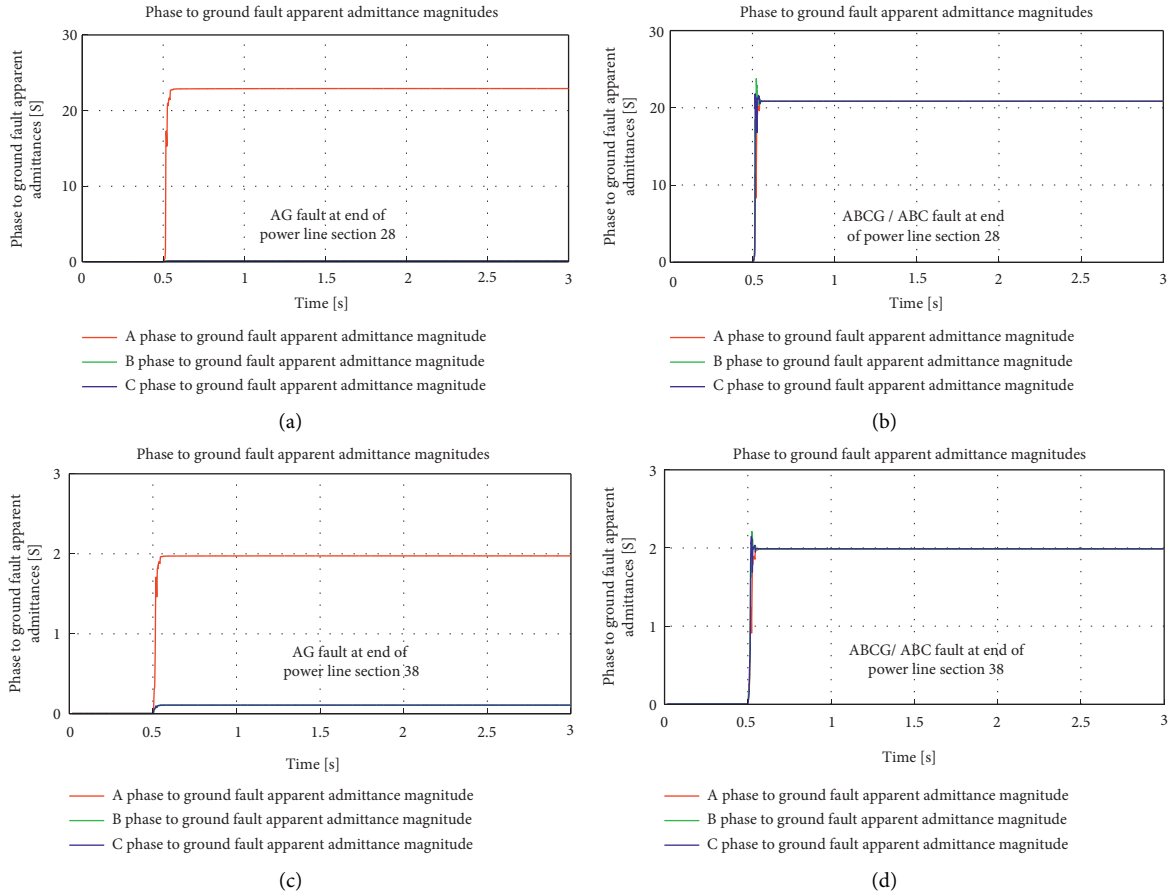 Phase to ground fault apparent admittance magnitudes
Phase to ground fault apparent
admittances [S]
30
20
10
0
AG fault at end of
power line section 28
0
0.5
1
1.5
2
2.5
3
Time [s]
A phase to ground fault apparent admittance magnitude
B phase to ground fault apparent admittance magnitude
C phase to ground fault apparent admittance magnitude
(a)
Phase to ground fault apparent admittance magnitudes
Phase to ground fault apparent
admittances [S]
30
20
10
0
ABCG / ABC fault at end
of power line section 28
0
0.5
1
1.5
2
2.5
3
Time [s]
A phase to ground fault apparent admittance magnitude
B phase to ground fault apparent admittance magnitude
C phase to ground fault apparent admittance magnitude
(b)
Phase to ground fault apparent admittance magnitudes
Phase to ground fault apparent
admittances [S]
3
2
1
0
AG fault at end of
power line section 38
0
0.5
1
1.5
2
2.5
3
Time [s]
A phase to ground fault apparent admittance magnitude
B phase to ground fault apparent admittance magnitude
C phase to ground fault apparent admittance magnitude
(c)
Phase to ground fault apparent admittance magnitudes
Phase to ground fault apparent
admittances [S]
3
2
1
0
ABCG/ ABC fault at end of
power line section 38
0
0.5
1
1.5
2
2.5
3
Time [s]
A phase to ground fault apparent admittance magnitude
B phase to ground fault apparent admittance magnitude
C phase to ground fault apparent admittance magnitude
(d)